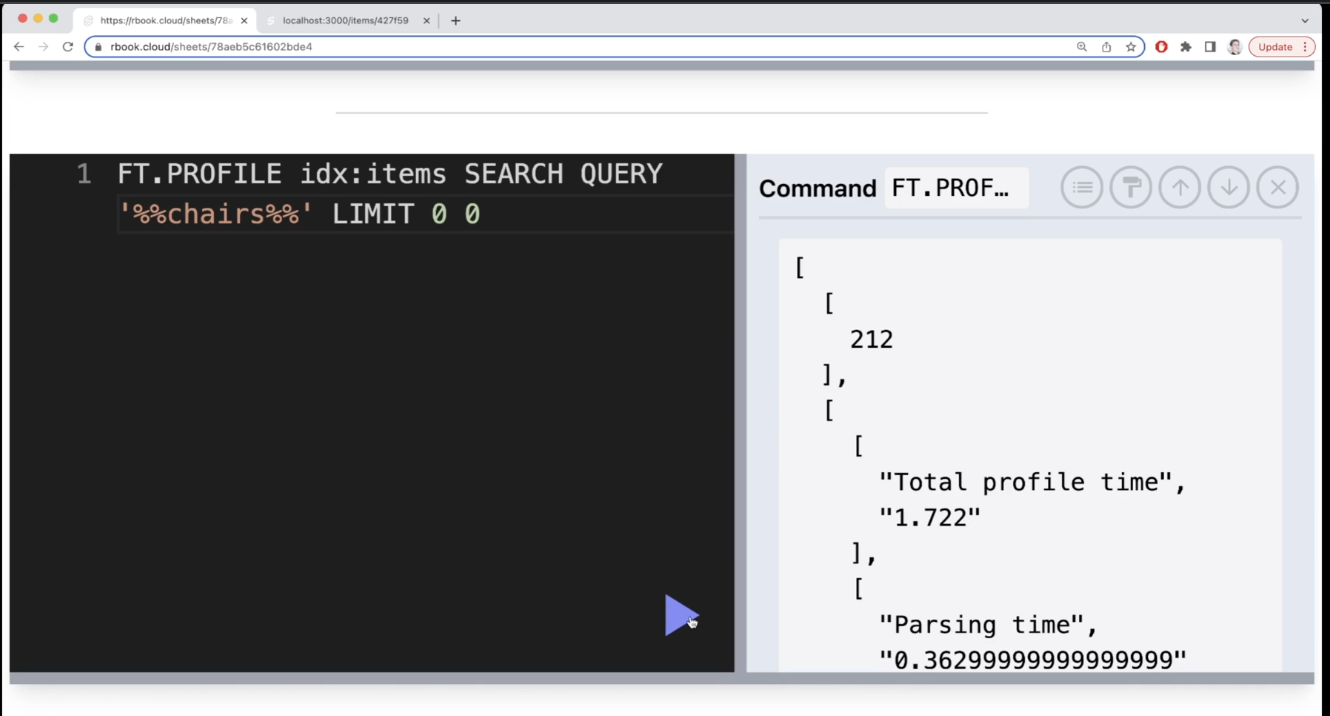 https://rbook.cloud/sheets/78a
localhost:3000/items/427f59
rbook.cloud/sheets/78aeb5c61602bde4
Update
1 FT.PROFILE idx:items SEARCH QUERY
'%%chairs%%' LIMIT 0 0
Command FT.PROF…
[
[
212
],
[
[
"Total profile time",
"1.722"
],
[
"Parsing time",
"0.36299999999999999"